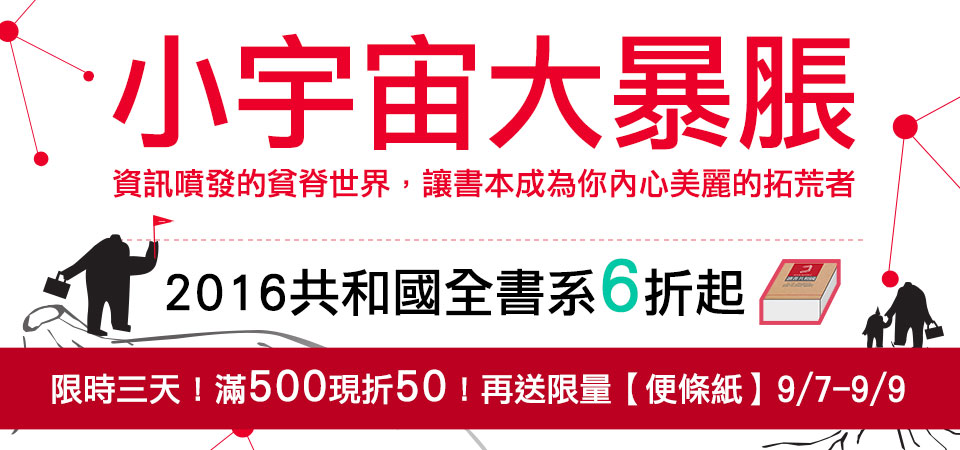 小宇宙大暴脹
資訊噴發的貧脊世界，讓書本成為你內心美麗的拓荒者
2016共和國全書系6折起
限時三天！滿500現折50！再送限量【便條紙】9/7-9/9